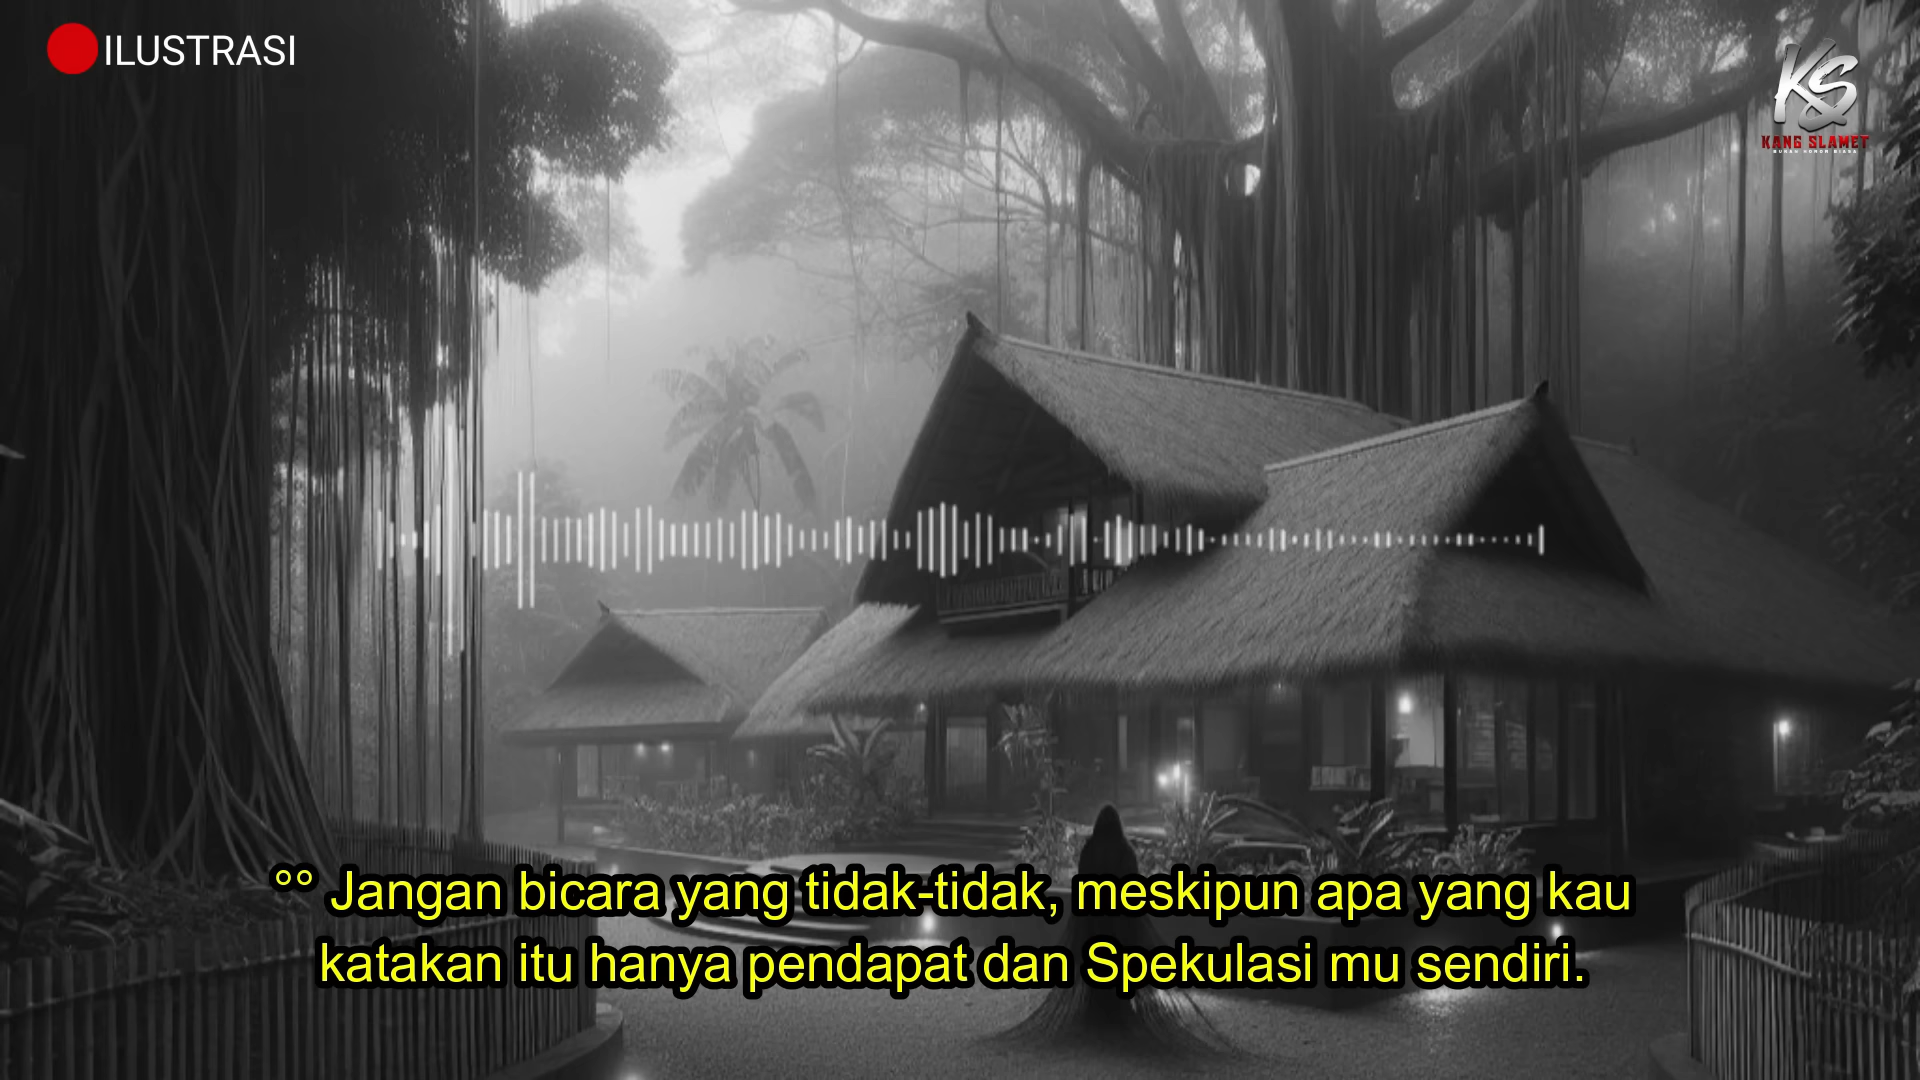 ILUSTRASI
KS
KANG SLAMET
°° Jangan bicara yang tidak-tidak, meskipun apa yang kau
katakan itu hanya pendapat dan Spekulasi mu sendiri.